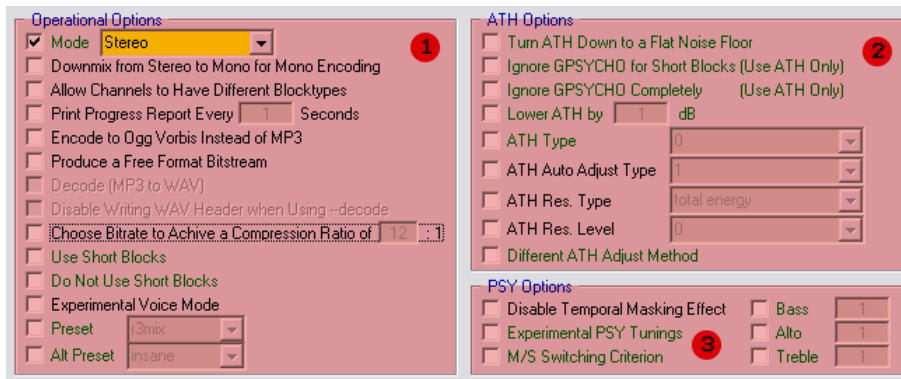 Operational Options
Mode Stereo
1
Downmix from Stereo to Mono for Mono Encoding
Allow Channels to Have Different Blocktypes
Print Progress Report Every 1 Seconds
Encode to Ogg Vorbis Instead of MP3
Produce a Free Format Bitstream
Decode (MP3 to WAV)
Disable Writing WAV Header when Using --decode
Choose Bitrate to Achive a Compression Ratio of 12 : 1
Use Short Blocks
Do Not Use Short Blocks
Experimental Voice Mode
Preset r3mix
Alt Preset insane
ATH Options
Turn ATH Down to a Flat Noise Floor
2
Ignore GPSYCHO for Short Blocks (Use ATH Only)
Ignore GPSYCHO Completely (Use ATH Only)
Lower ATH by 1 dB
ATH Type 0
ATH Auto Adjust Type 1
ATH Res. Type total energy
ATH Res. Level 0
Different ATH Adjust Method
PSY Options
Disable Temporal Masking Effect Bass 1
Experimental PSY Tunings Alto 1
3
M/S Switching Criterion Treble 1